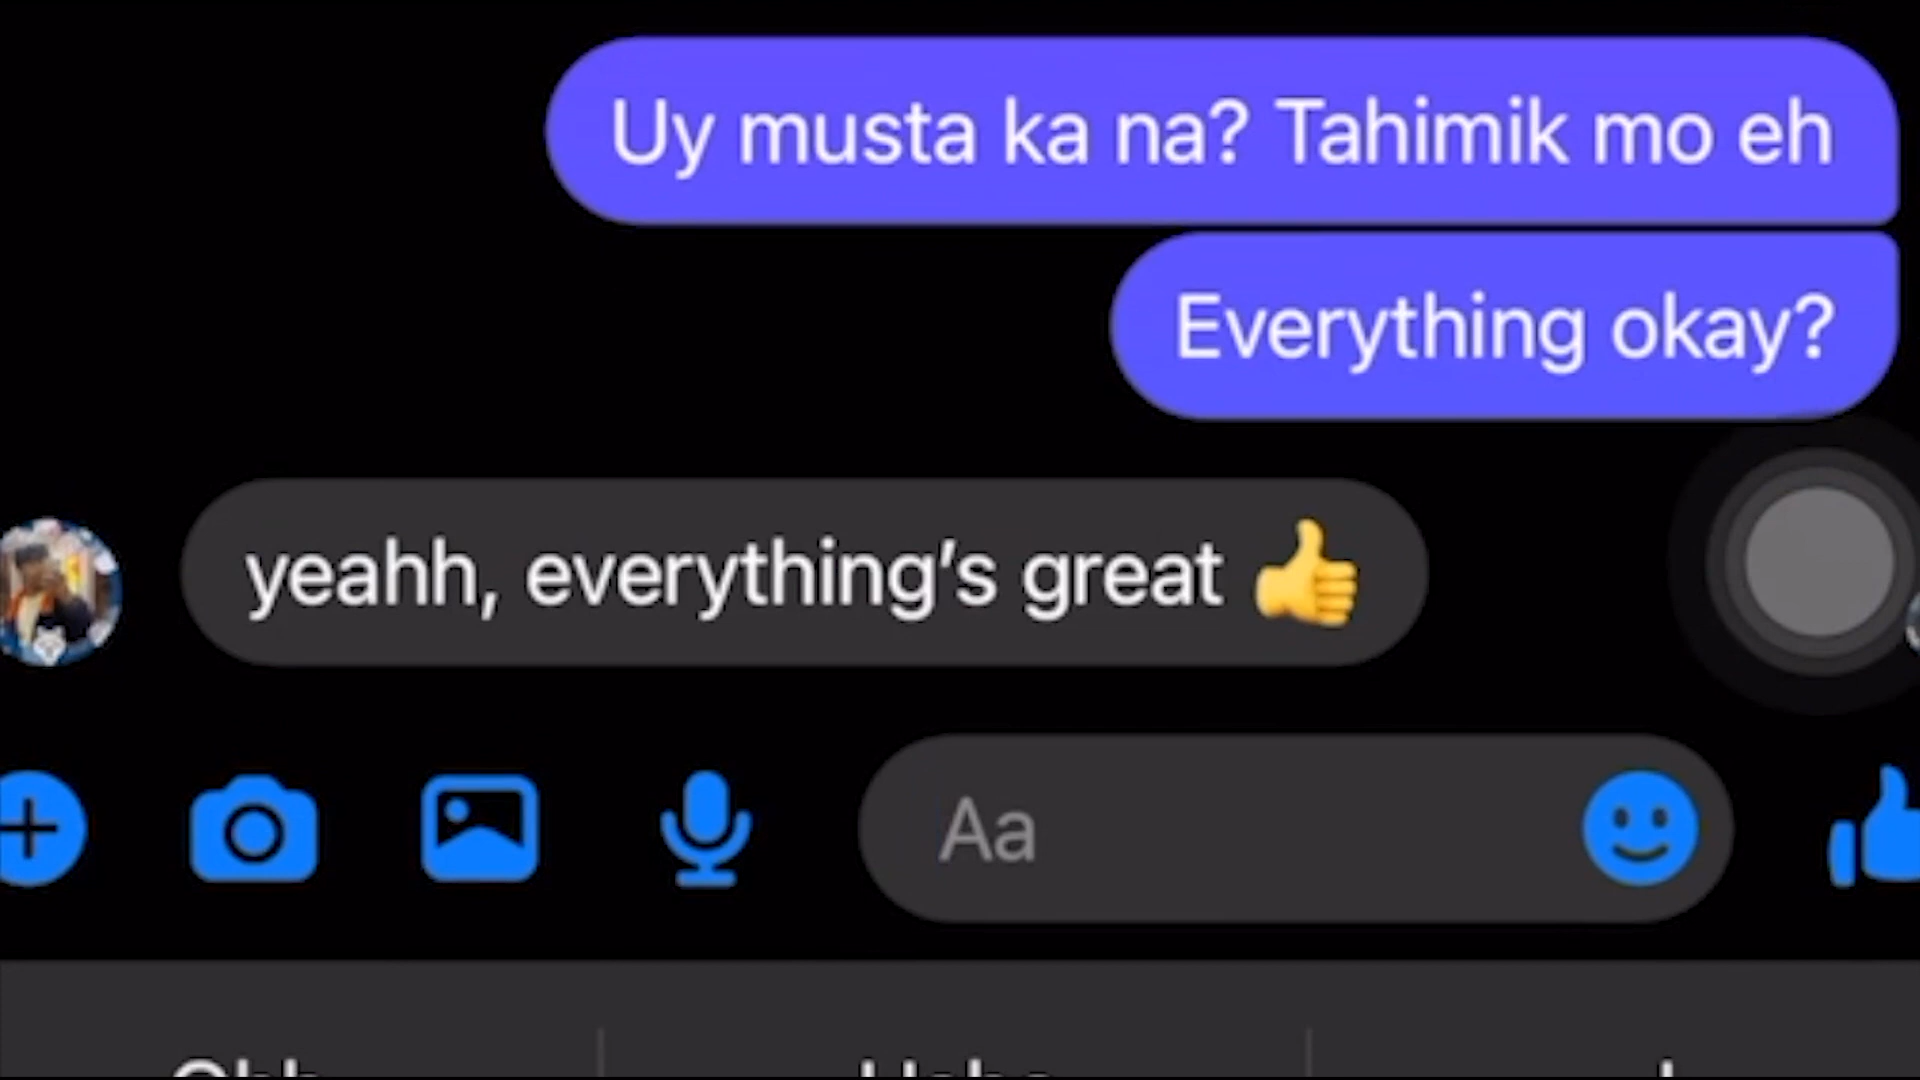 Uy musta ka na? Tahimik mo eh
Everything okay?
yeahh, everything’s great 👍
Aa